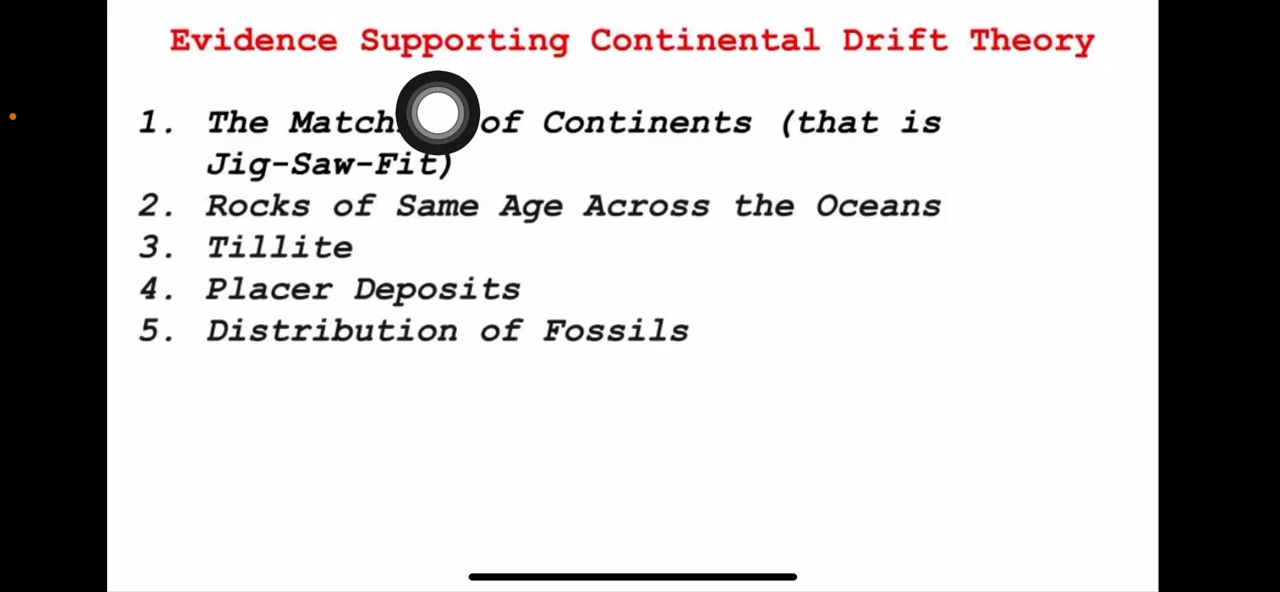 Evidence Supporting Continental Drift Theory
1. The of Continents (that is
Jig-Saw-Fit)
2. Rocks of Same Age Across the Oceans
3. Tillite
4. Placer Deposits
5. Distribution of Fossils